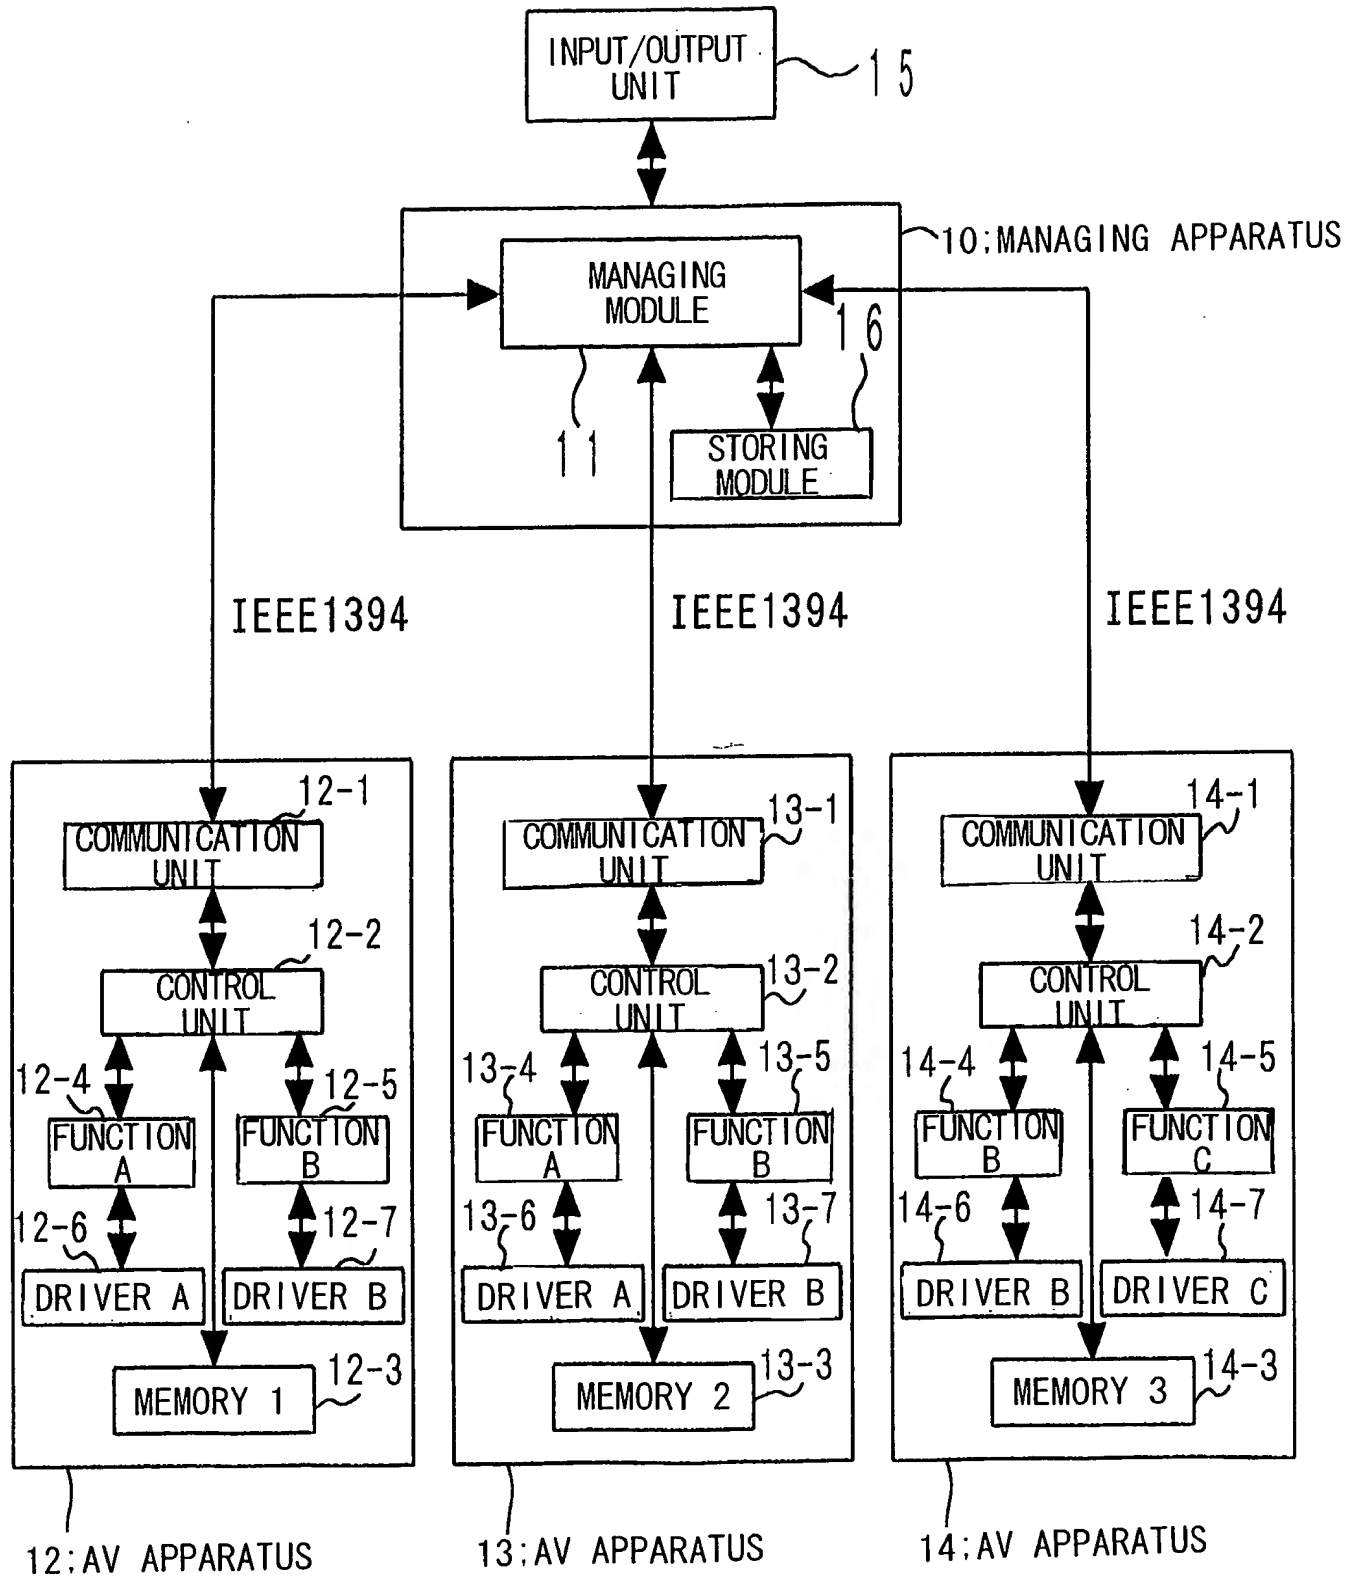 INPUT/OUTPUT
UNIT
15
10;MANAGING APPARATUS
MANAGING
MODULE
16
11
STORING
MODULE
IEEE1394
IEEE1394
IEEE1394
12-1
COMMUNICATION
UNIT
12-2
CONTROL
UNIT
12-4
12-5
FUNCTION
A
FUNCTION
B
12-6
12-7
DRIVER A
DRIVER B
12-3
MEMORY 1
12;AV APPARATUS
13-1
COMMUNICATION
UNIT
13-2
CONTROL
UNIT
13-4
13-5
FUNCTION
A
FUNCTION
B
13-6
13-7
DRIVER A
DRIVER B
13-3
MEMORY 2
13;AV APPARATUS
14-1
COMMUNICATION
UNIT
14-2
CONTROL
UNIT
14-4
14-5
FUNCTION
B
FUNCTION
C
14-6
14-7
DRIVER B
DRIVER C
14-3
MEMORY 3
14;AV APPARATUS